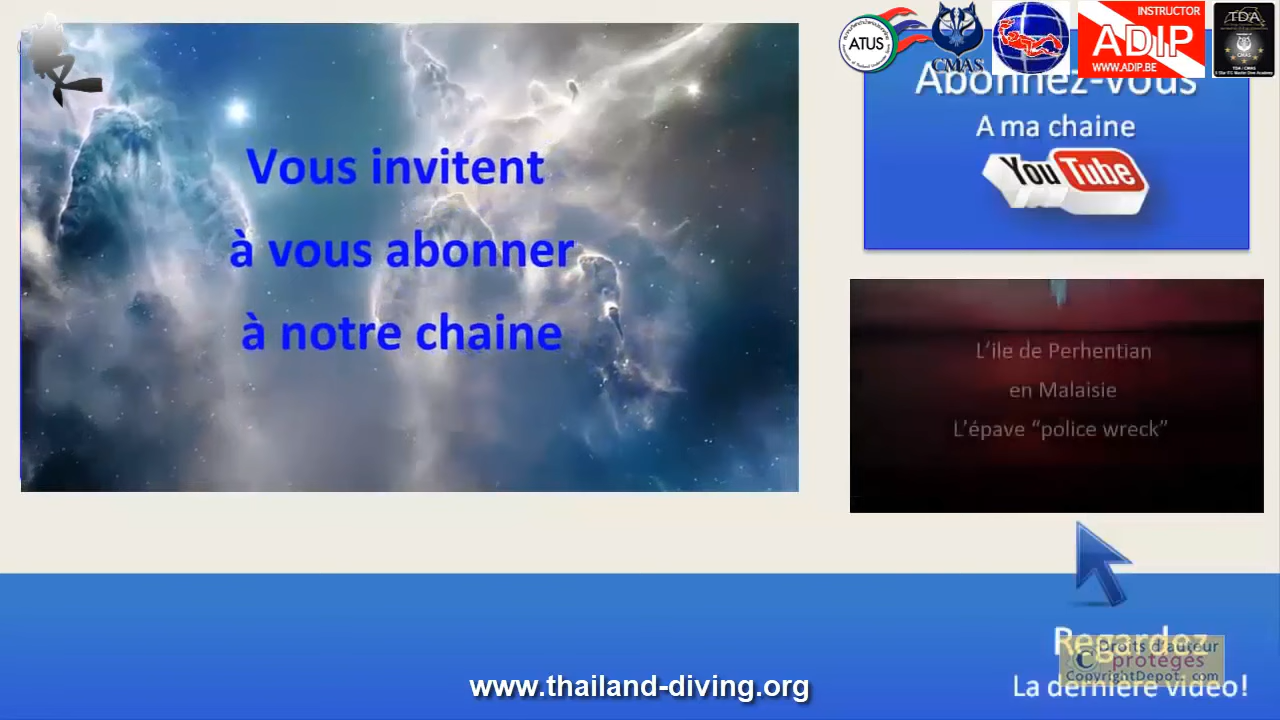 ATUS
CMAS
INSTRUCTOR
ADIP
WWW.ADIP.BE
TDA
Abonnez-vous
A ma chaine
You Tube
Vous invitent
à vous abonner
à notre chaine
L'ile de Perhentian
en Malaisie
L'épave "police wreck"
Regardez
La dernière vidéo!
Droits d'auteur
protégés
CopyrightDepot.com
www.thailand-diving.org